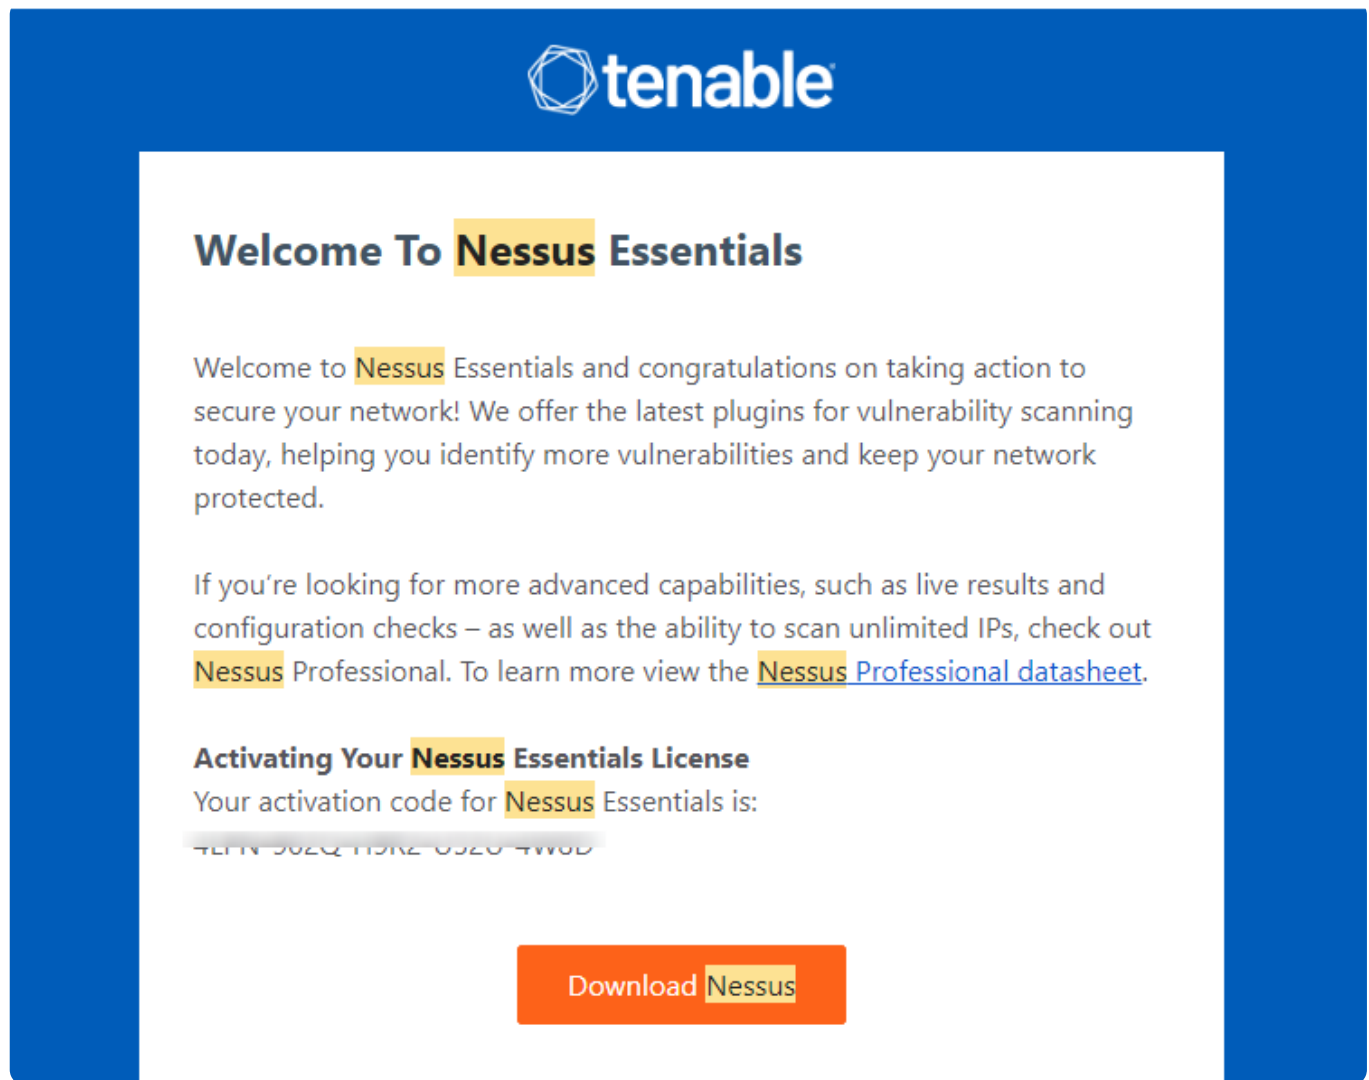 tenable
Welcome To Nessus Essentials
Welcome to Nessus Essentials and congratulations on taking action to
secure your network! We offer the latest plugins for vulnerability scanning
today, helping you identify more vulnerabilities and keep your network
protected.
If you’re looking for more advanced capabilities, such as live results and
configuration checks – as well as the ability to scan unlimited IPs, check out
Nessus Professional. To learn more view the Nessus Professional datasheet.
Activating Your Nessus Essentials License
Your activation code for Nessus Essentials is:
Download Nessus